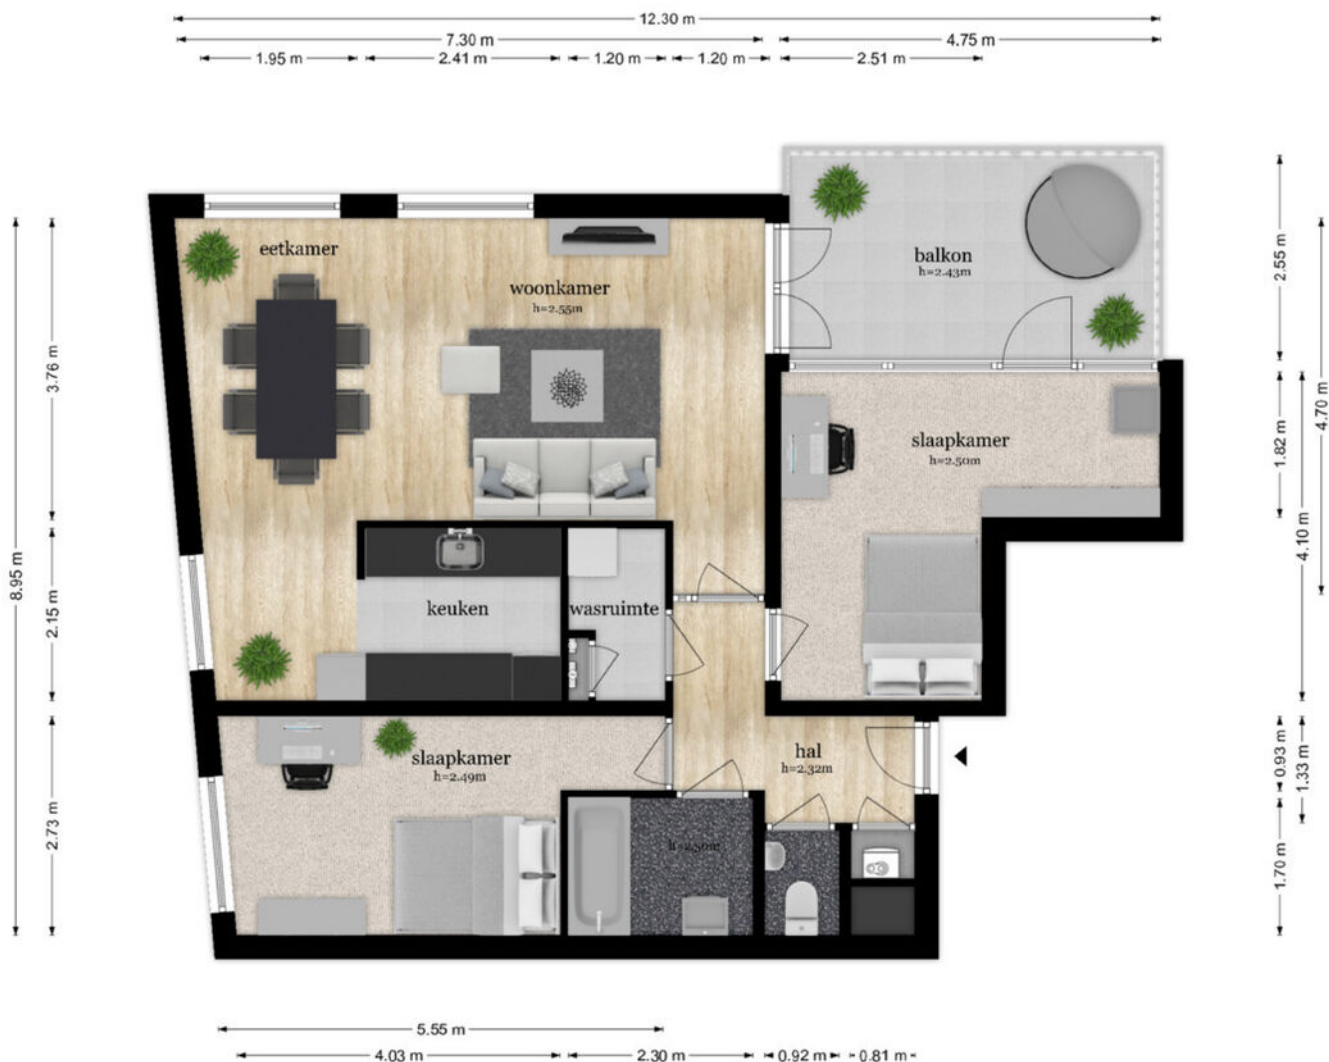 12.30 m
7.30 m
4.75 m
1.95 m
2.41 m
1.20 m
1.20 m
2.51 m
eetkamer
woonkamer
h=2.55m
balkon
h=2.43m
slaapkamer
h=2.50m
keuken
wasruimte
slaapkamer
h=2.49m
hal
h=2.32m
h=2.50m
8.95 m
3.76 m
2.15 m
2.73 m
2.55 m
1.82 m
4.70 m
4.10 m
0.93 m
1.33 m
1.70 m
5.55 m
4.03 m
2.30 m
0.92 m
0.81 m